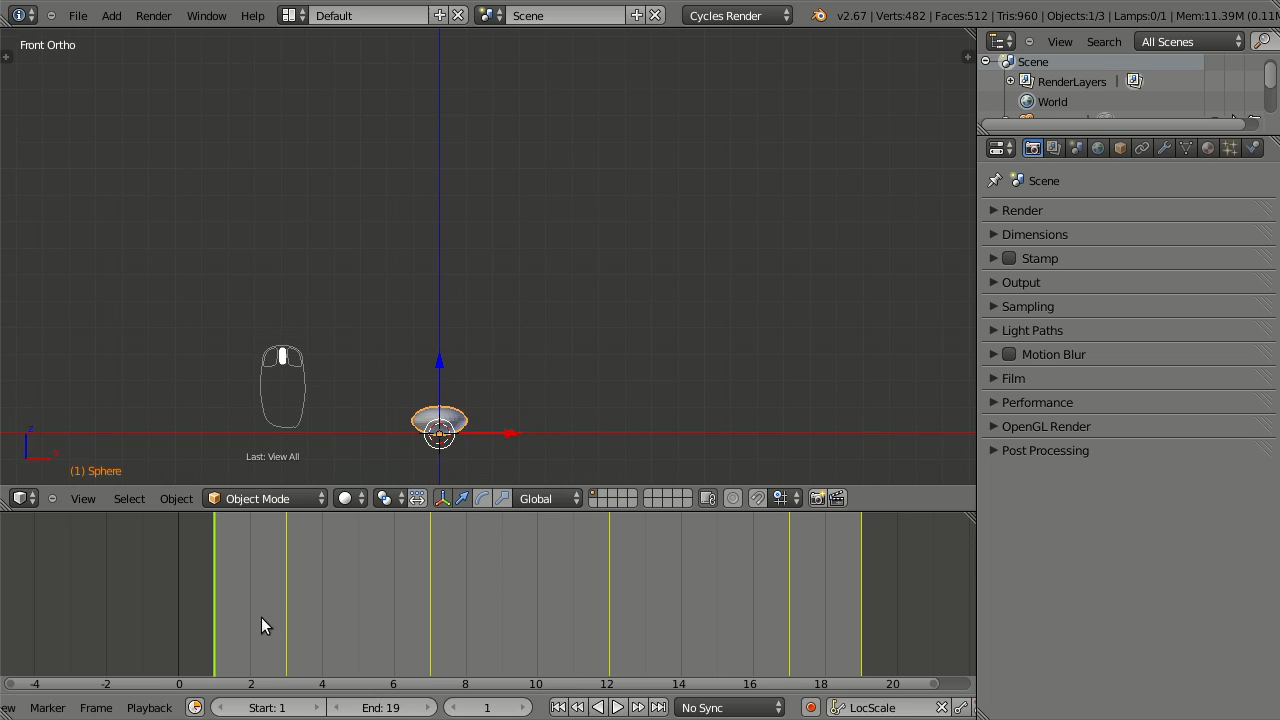 File Add Render Window Help Default Scene Cycles Render v2.67 | Verts:482 | Faces:512 | Tris:960 | Objects:1/3 | Lamps:0/1 | Mem:11.39M (0.11M
Front Ortho
View Search All Scenes
Scene
RenderLayers |
World
Scene
Render
Dimensions
Stamp
Output
Sampling
Light Paths
Motion Blur
Film
Performance
OpenGL Render
Post Processing
z
x
Last: View All
(1) Sphere
View Select Object Object Mode Global
-4 -2 0 2 4 6 8 10 12 14 16 18 20
ew Marker Frame Playback Start: 1 End: 19 1 No Sync LocScale